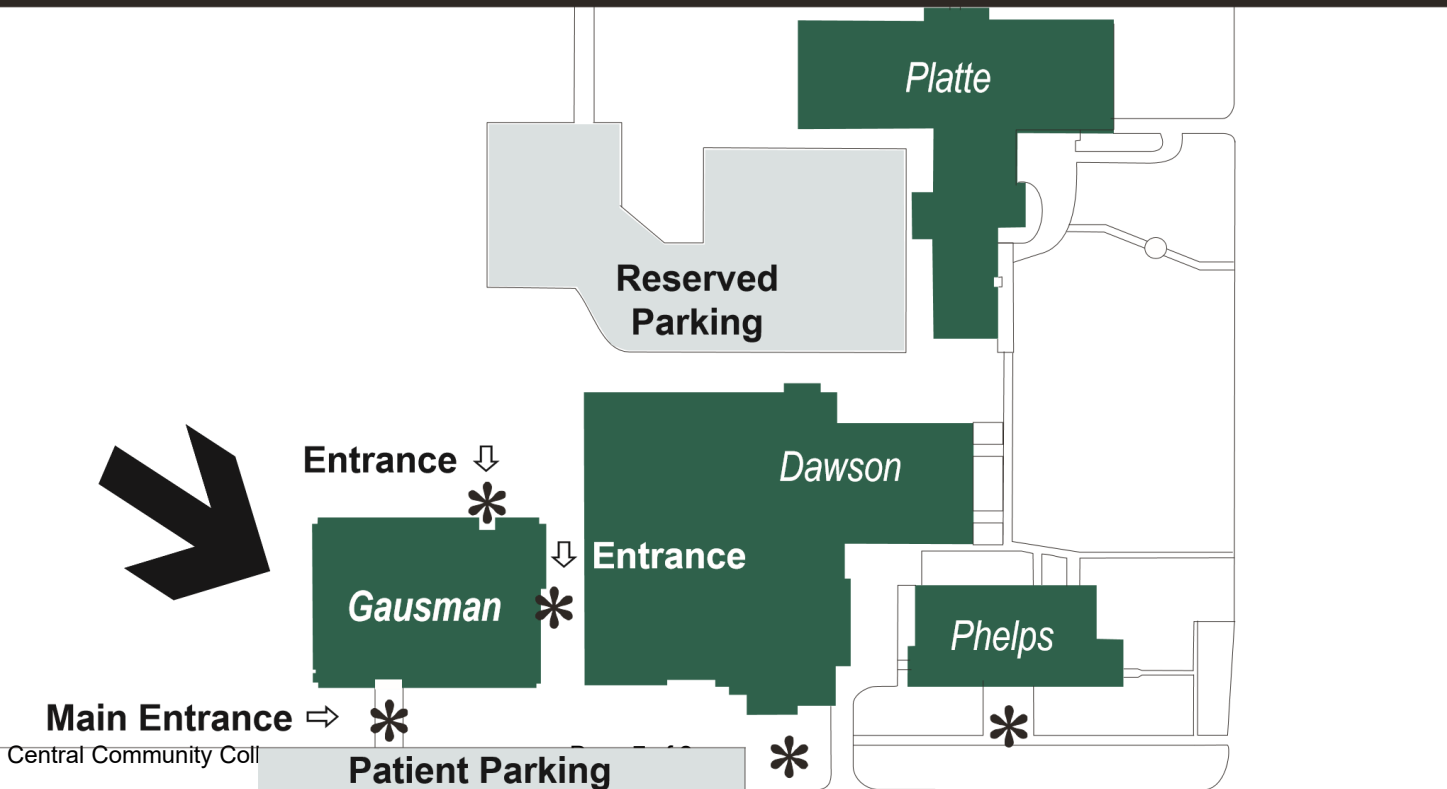 Platte
Reserved
Parking
Entrance
Dawson
Entrance
Gausman
Phelps
Main Entrance
Central Community Coll
Patient Parking